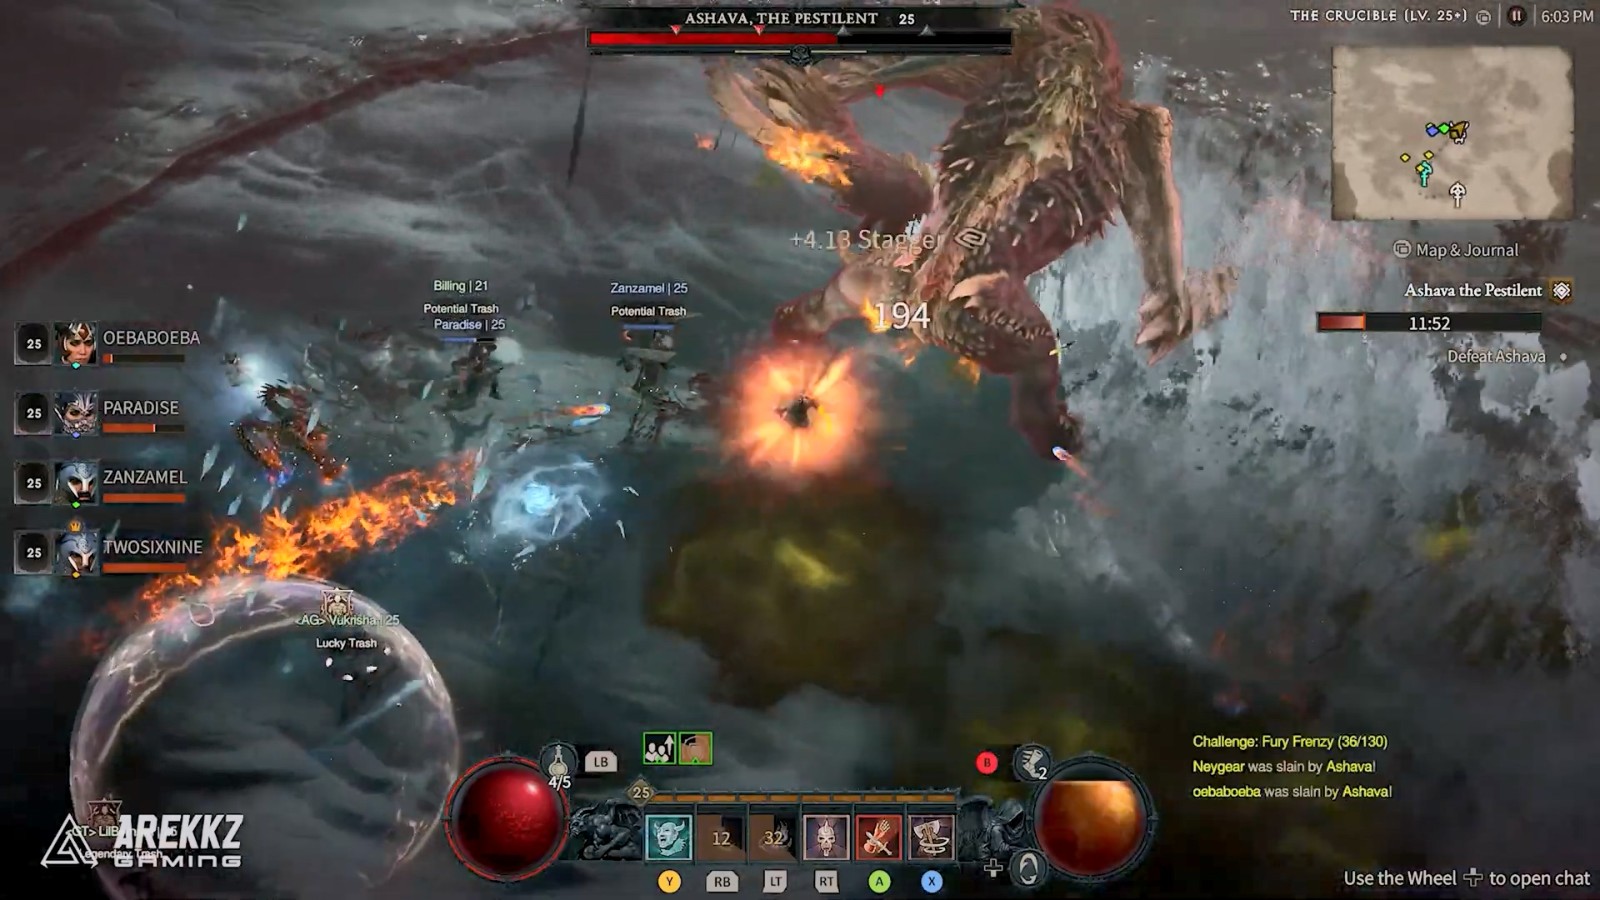 ASHAVA, THE PESTILENT 25
THE CRUCIBLE (LV. 25+)
6:03 PM
Map & Journal
Ashava the Pestilent
11:52
Defeat Ashava
+4.13 Stagger
194
Billing | 21
Potential Trash
Paradise | 25
Zanzamel | 25
Potential Trash
25 OEBABOEBA
25 PARADISE
25 ZANZAMEL
25 TWOSIXNINE
<AG> Vukrisha | 25
Lucky Trash
Legendary Trash
AREKKZ
GAMING
4/5
LB
25
12
32
B
2
Y
RB
LT
RT
A
X
Challenge: Fury Frenzy (36/130)
Neygear was slain by Ashava!
oebaboeba was slain by Ashava!
Use the Wheel to open chat